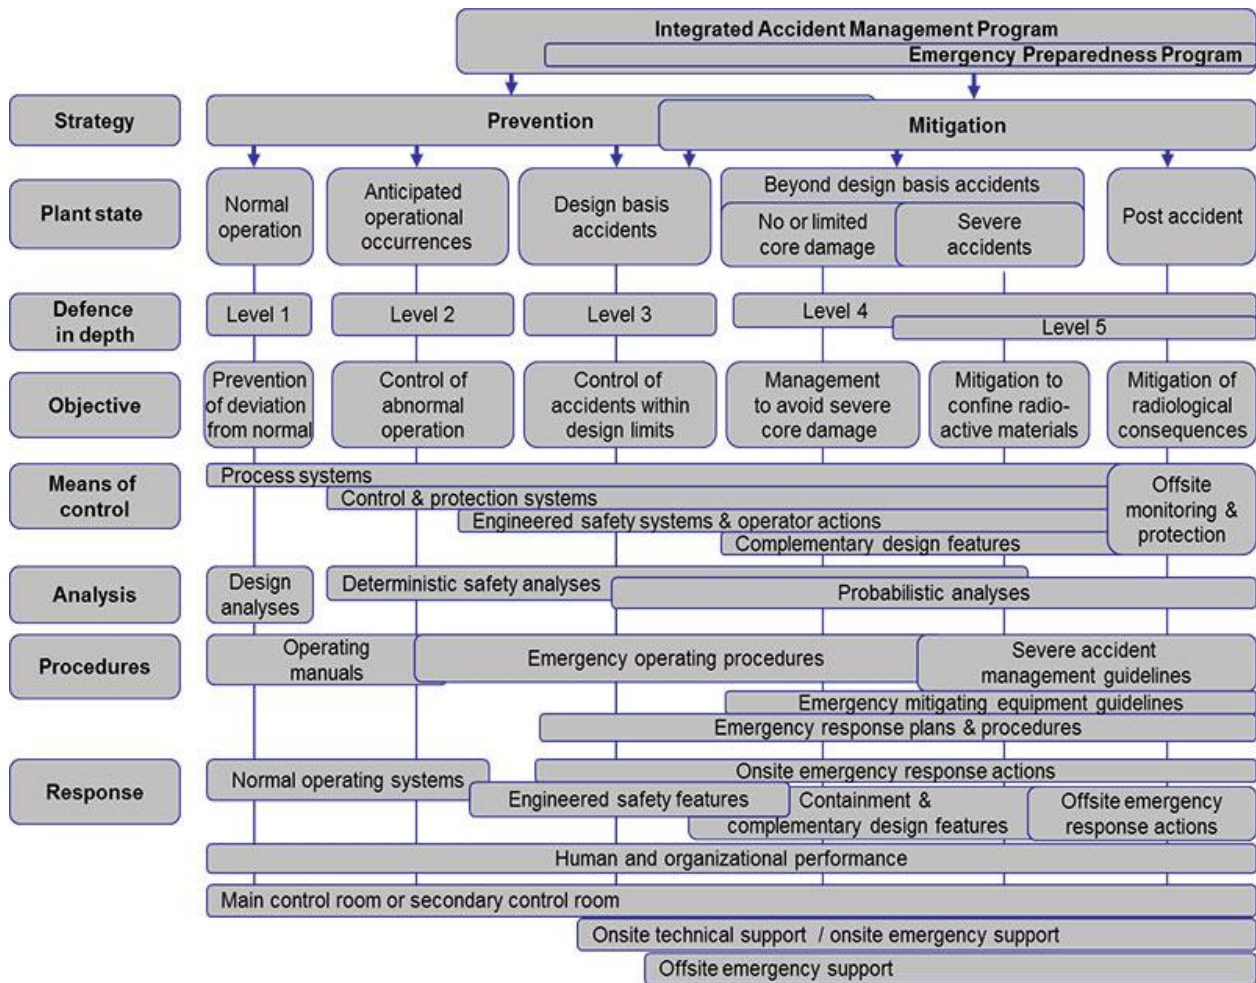 Integrated Accident Management Program
Emergency Preparedness Program
Strategy
Prevention
Mitigation
Plant state
Normal
operation
Anticipated
operational
occurrences
Design basis
accidents
Beyond design basis accidents
No or limited
core damage
Severe
accidents
Post accident
Defence
in depth
Level 1
Level 2
Level 3
Level 4
Level 5
Objective
Prevention
of deviation
from normal
Control of
abnormal
operation
Control of
accidents within
design limits
Management
to avoid severe
core damage
Mitigation to
confine radio-
active materials
Mitigation of
radiological
consequences
Means of
control
Process systems
Control & protection systems
Engineered safety systems & operator actions
Complementary design features
Offsite
monitoring &
protection
Analysis
Design
analyses
Deterministic safety analyses
Probabilistic analyses
Procedures
Operating
manuals
Emergency operating procedures
Severe accident
management guidelines
Emergency mitigating equipment guidelines
Emergency response plans & procedures
Response
Normal operating systems
Onsite emergency response actions
Engineered safety features
Containment &
complementary design features
Offsite emergency
response actions
Human and organizational performance
Main control room or secondary control room
Onsite technical support / onsite emergency support
Offsite emergency support